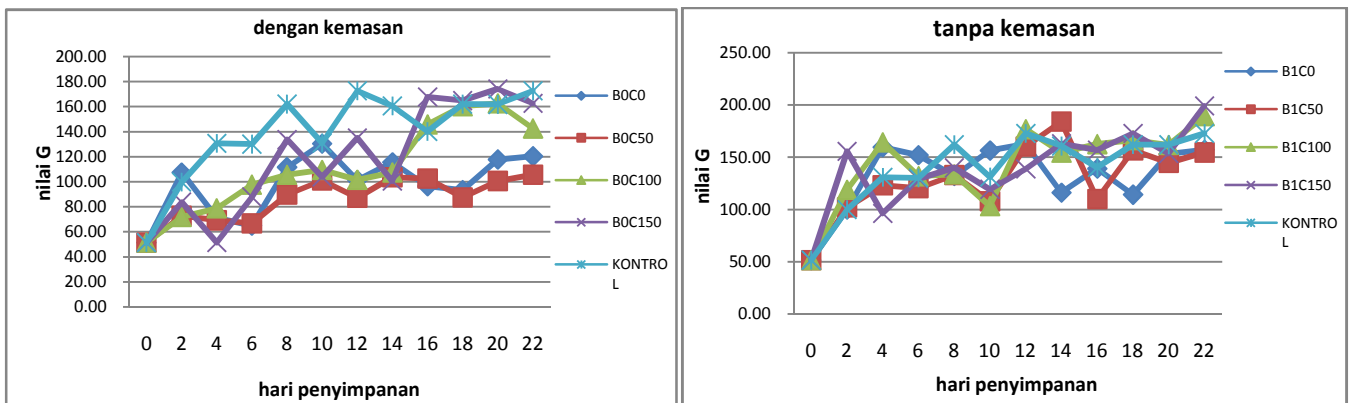 dengan kemasan
200.00
180.00
160.00
140.00
120.00
100.00
80.00
60.00
40.00
20.00
0.00
nilai G
0 2 4 6 8 10 12 14 16 18 20 22
hari penyimpanan
B0C0
B0C50
B0C100
B0C150
KONTRO
L
tanpa kemasan
250.00
200.00
150.00
100.00
50.00
0.00
nilai G
0 2 4 6 8 10 12 14 16 18 20 22
hari penyimpanan
B1C0
B1C50
B1C100
B1C150
KONTRO
L